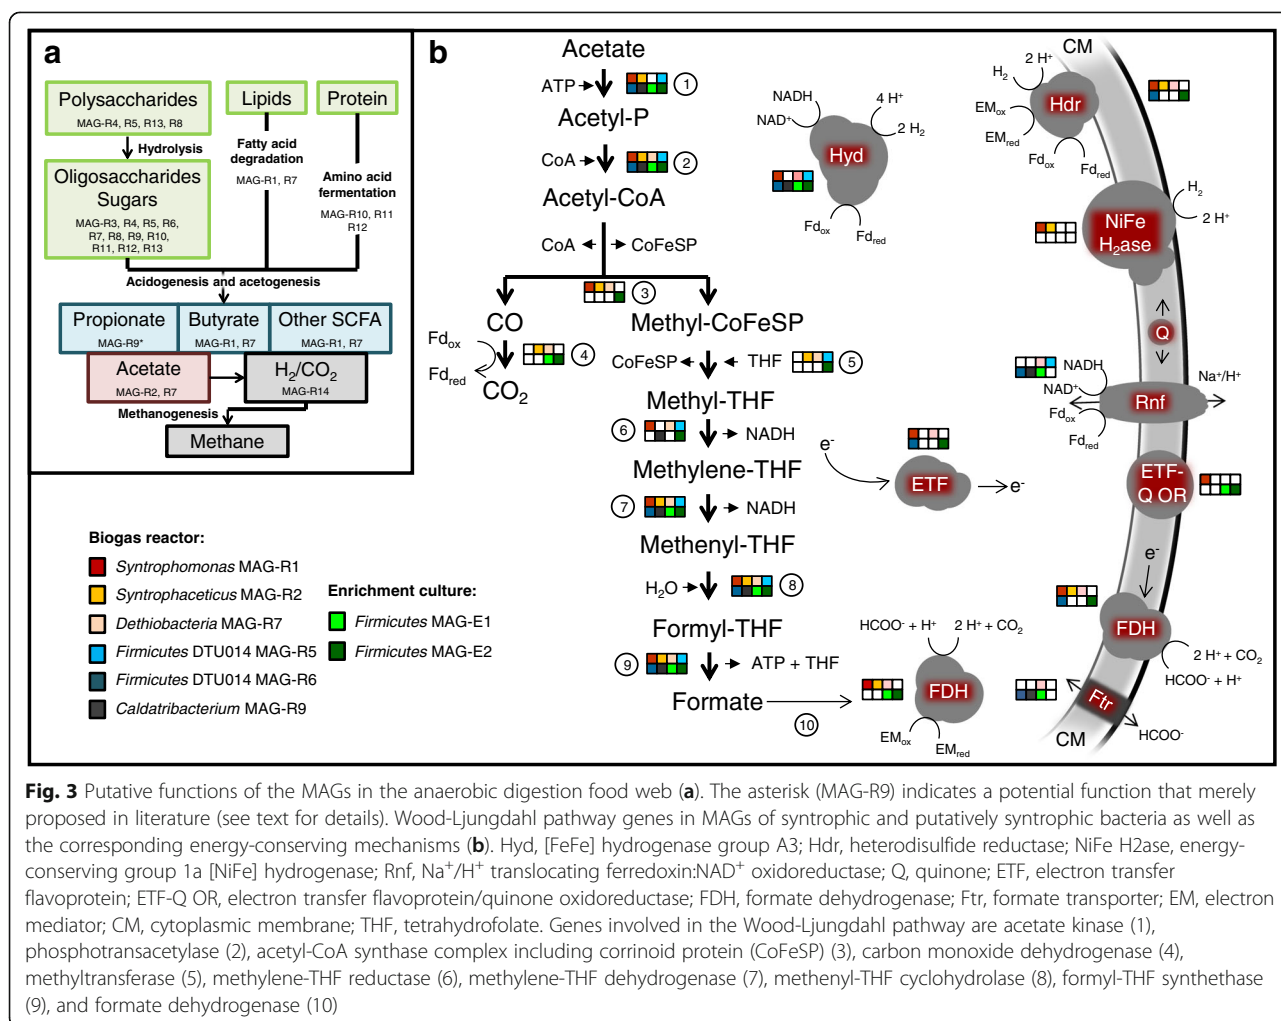 a
Polysaccharides
MAG-R4, R5, R13, R8
Hydrolysis
Oligosaccharides
Sugars
MAG-R3, R4, R5, R6,
R7, R8, R9, R10,
R11, R12, R13
Lipids
Fatty acid
degradation
MAG-R1, R7
Protein
Amino acid
fermentation
MAG-R10, R11
R12
Acidogenesis and acetogenesis
Propionate
MAG-R9*
Butyrate
MAG-R1, R7
Other SCFA
MAG-R1, R7
Acetate
MAG-R2, R7
H₂/CO₂
MAG-R14
Methanogenesis
Methane
Biogas reactor:
Syntrophomonas MAG-R1
Syntrophaceticus MAG-R2
Dethiobacteria MAG-R7
Firmicutes DTU014 MAG-R5
Firmicutes DTU014 MAG-R6
Caldatribacterium MAG-R9
Enrichment culture:
Firmicutes MAG-E1
Firmicutes MAG-E2
b
Acetate
ATP
1
Acetyl-P
CoA
2
Acetyl-CoA
CoA
CoFeSP
3
CO
Methyl-CoFeSP
Fdox
Fdred
4
CO₂
CoFeSP
THF
5
Methyl-THF
6
NADH
Methylene-THF
7
NADH
Methenyl-THF
H₂O
8
Formyl-THF
9
ATP + THF
Formate
10
NADH
NAD⁺
4 H⁺
2 H₂
Hyd
Fdox
Fdred
e⁻
ETF
e⁻
HCOO⁻ + H⁺
2 H⁺ + CO₂
FDH
EMox
EMred
CM
2 H⁺
H₂
Hdr
EMox
EMred
Fdox
Fdred
NiFe
H₂ase
H₂
2 H⁺
Q
NADH
NAD⁺
Na⁺/H⁺
Rnf
Fdox
Fdred
ETF-
Q OR
e⁻
FDH
2 H⁺ + CO₂
HCOO⁻ + H⁺
Ftr
HCOO⁻
CM
Fig. 3 Putative functions of the MAGs in the anaerobic digestion food web (a). The asterisk (MAG-R9) indicates a potential function that merely
proposed in literature (see text for details). Wood-Ljungdahl pathway genes in MAGs of syntrophic and putatively syntrophic bacteria as well as
the corresponding energy-conserving mechanisms (b). Hyd, [FeFe] hydrogenase group A3; Hdr, heterodisulfide reductase; NiFe H2ase, energy-
conserving group 1a [NiFe] hydrogenase; Rnf, Na⁺/H⁺ translocating ferredoxin:NAD⁺ oxidoreductase; Q, quinone; ETF, electron transfer
flavoprotein; ETF-Q OR, electron transfer flavoprotein/quinone oxidoreductase; FDH, formate dehydrogenase; Ftr, formate transporter; EM, electron
mediator; CM, cytoplasmic membrane; THF, tetrahydrofolate. Genes involved in the Wood-Ljungdahl pathway are acetate kinase (1),
phosphotransacetylase (2), acetyl-CoA synthase complex including corrinoid protein (CoFeSP) (3), carbon monoxide dehydrogenase (4),
methyltransferase (5), methylene-THF reductase (6), methylene-THF dehydrogenase (7), methenyl-THF cyclohydrolase (8), formyl-THF synthethase
(9), and formate dehydrogenase (10)